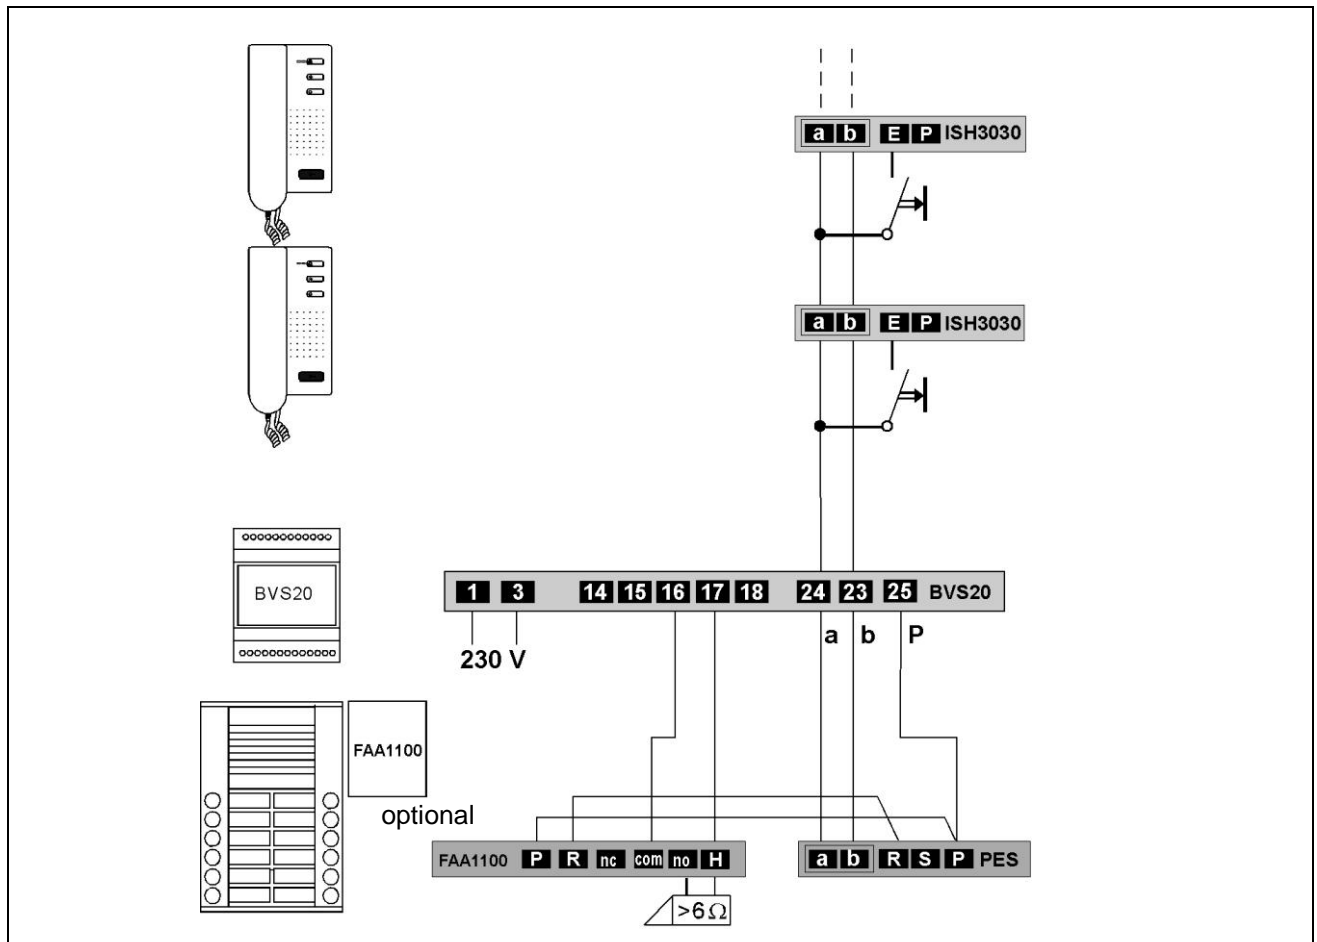 a b E P ISH3030
a b E P ISH3030
BVS20
1 3 14 15 16 17 18 24 23 25 BVS20
a b P
230 V
FAA1100
optional
FAA1100 P R nc com no H
a b R S P PES
>6 Ω